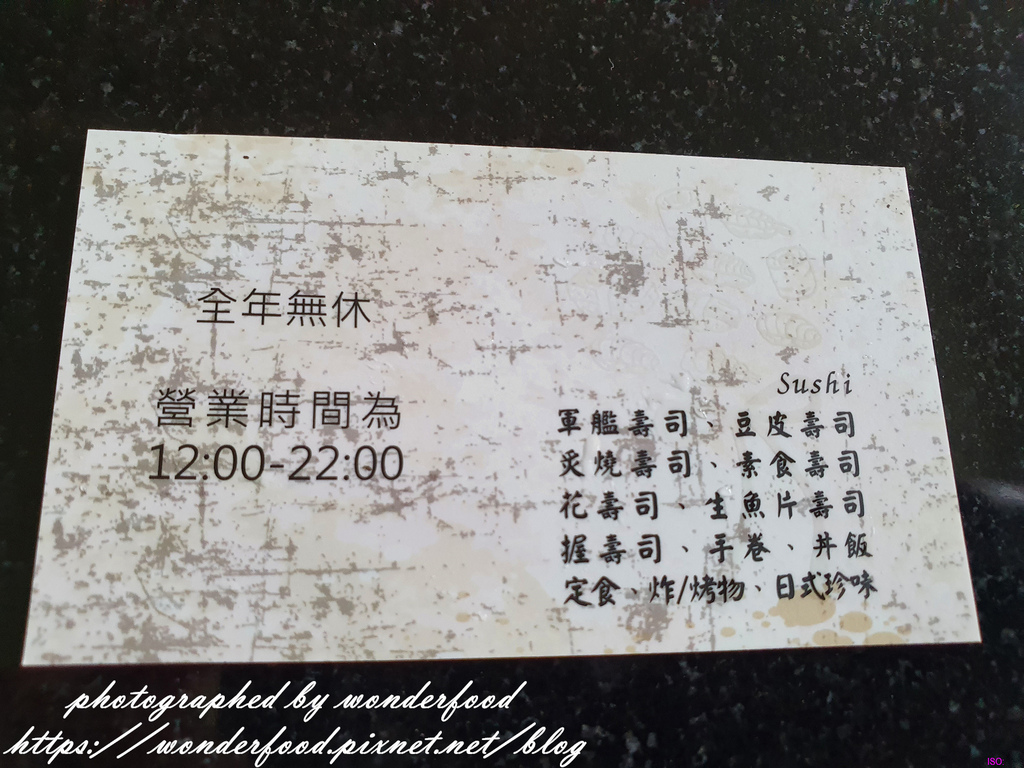 全年無休
營業時間為
12:00-22:00
Sushi
軍艦壽司、豆皮壽司
炙燒壽司、素食壽司
花壽司、生魚片壽司
握壽司、手卷、丼飯
定食、炸/烤物、日式珍味
photographed by wonderfood
https://wonderfood.pixnet.net/blog
ISO